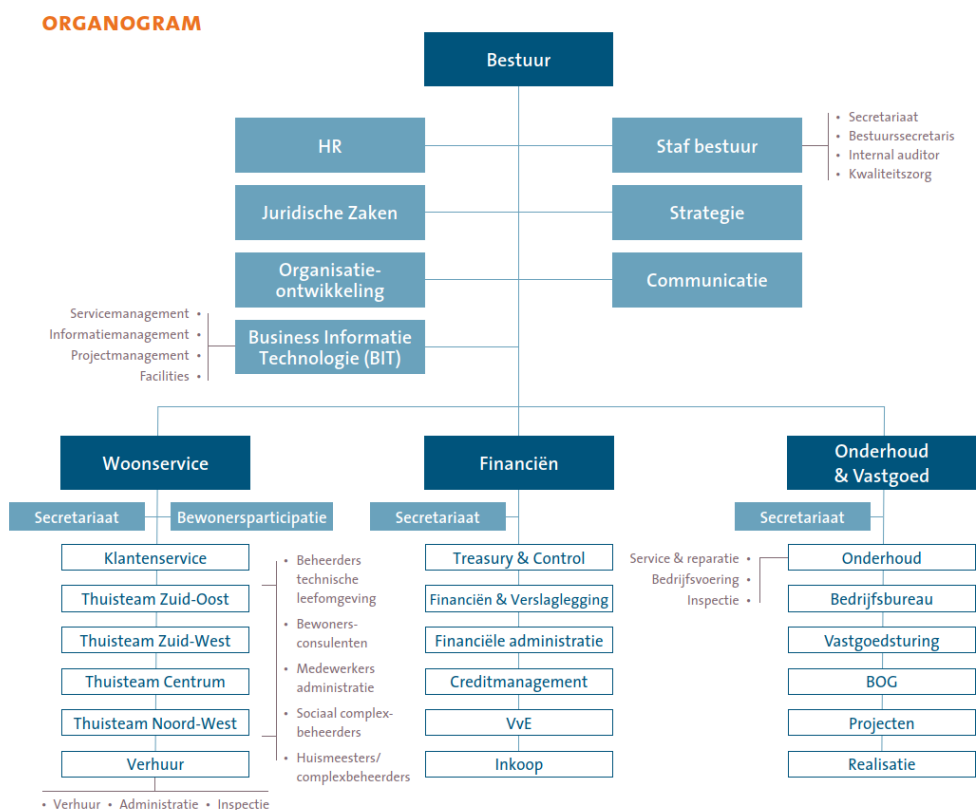 ORGANOGRAM
Bestuur
HR
Staf bestuur
• Secretariaat
• Bestuurssecretaris
• Internal auditor
• Kwaliteitszorg
Juridische Zaken
Strategie
Organisatie-
ontwikkeling
Communicatie
Servicemanagement •
Informatiemanagement •
Projectmanagement •
Facilities •
Business Informatie
Technologie (BIT)
Woonservice
Secretariaat
Bewonersparticipatie
Klantenservice
Thuisteam Zuid-Oost
Thuisteam Zuid-West
Thuisteam Centrum
Thuisteam Noord-West
Verhuur
• Verhuur • Administratie • Inspectie
• Beheerders
technische
leefomgeving
• Bewoners-
consulenten
• Medewerkers
administratie
• Sociaal complex-
beheerders
• Huismeesters/
complexbeheerders
Financiën
Secretariaat
Treasury & Control
Financiën & Verslaglegging
Financiële administratie
Creditmanagement
VvE
Inkoop
Onderhoud
& Vastgoed
Secretariaat
Service & reparatie •
Bedrijfsvoering •
Inspectie •
Onderhoud
Bedrijfsbureau
Vastgoedsturing
BOG
Projecten
Realisatie